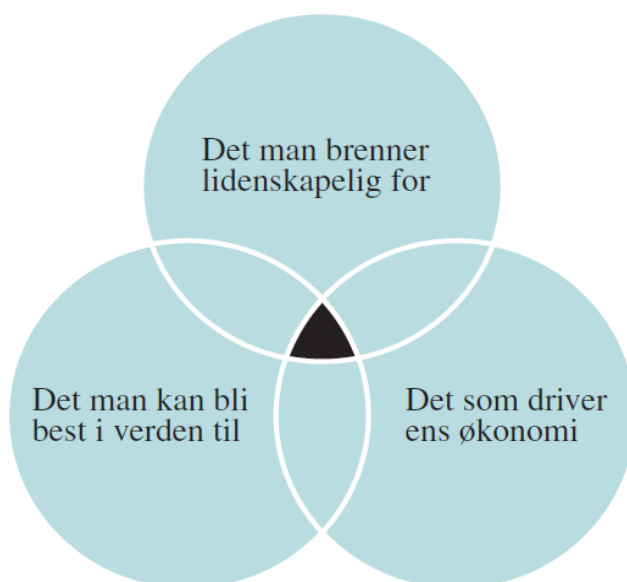 Det man brenner
lidenskapelig for
Det man kan bli
best i verden til
Det som driver
ens økonomi